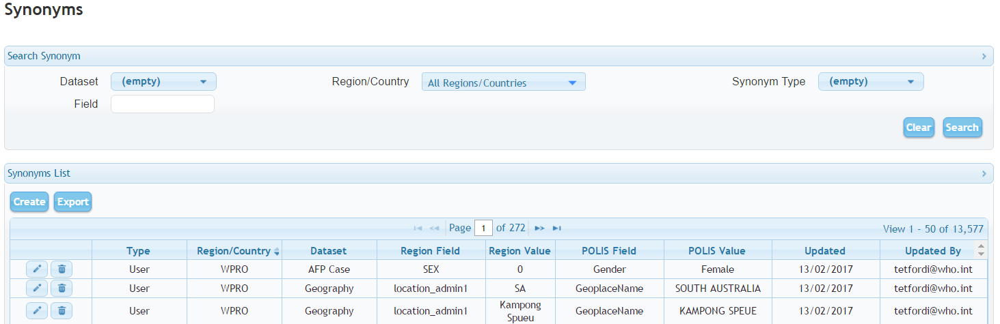 Synonyms
Search Synonym
Dataset (empty) Region/Country All Regions/Countries Synonym Type (empty)
Field
Clear Search
Synonyms List
Create Export
Page 1 of 272 View 1 - 50 of 13,577
Type Region/Country Dataset Region Field Region Value POLIS Field POLIS Value Updated Updated By
User WPRO AFP Case SEX 0 Gender Female 13/02/2017 tetfordi@who.int
User WPRO Geography location_admin1 SA GeoplaceName SOUTH AUSTRALIA 13/02/2017 tetfordi@who.int
User WPRO Geography location_admin1 Kampong Spueu GeoplaceName KAMPONG SPEUE 13/02/2017 tetfordi@who.int